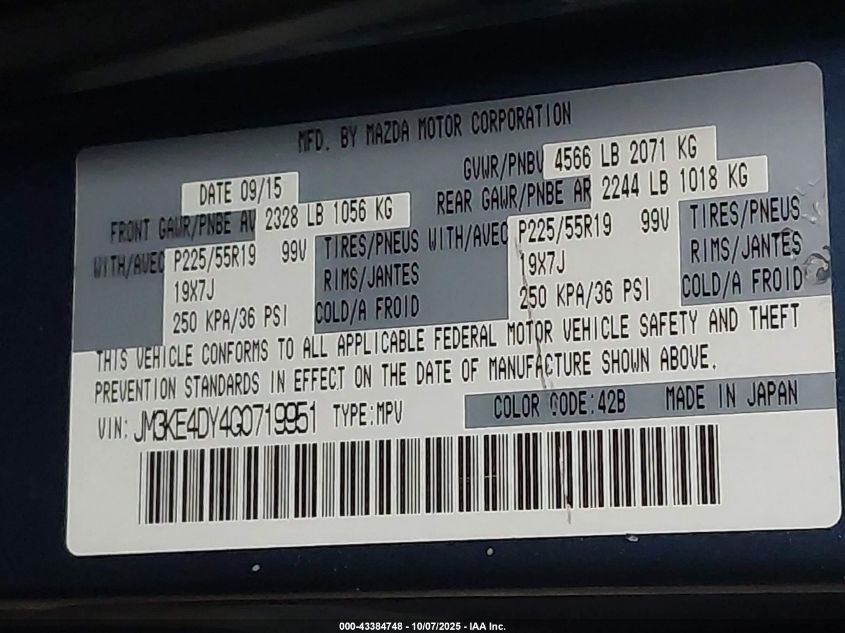 MFD. BY MAZDA MOTOR CORPORATION
DATE 09/15
GVWR/PNBV 4566 LB 2071 KG
FRONT GAWR/PNBE AV 2328 LB 1056 KG
REAR GAWR/PNBE AR 2244 LB 1018 KG
WITH/AVEC P225/55R19 99V TIRES/PNEUS
19X7J RIMS/JANTES
250 KPA/36 PSI COLD/A FROID
WITH/AVEC P225/55R19 99V TIRES/PNEUS
19X7J RIMS/JANTES
250 KPA/36 PSI COLD/A FROID
THIS VEHICLE CONFORMS TO ALL APPLICABLE FEDERAL MOTOR VEHICLE SAFETY AND THEFT
PREVENTION STANDARDS IN EFFECT ON THE DATE OF MANUFACTURE SHOWN ABOVE.
VIN: JM3KE4DY4G0719951 TYPE:MPV
COLOR CODE:42B MADE IN JAPAN
000-43384748 - 10/07/2025 - IAA Inc.